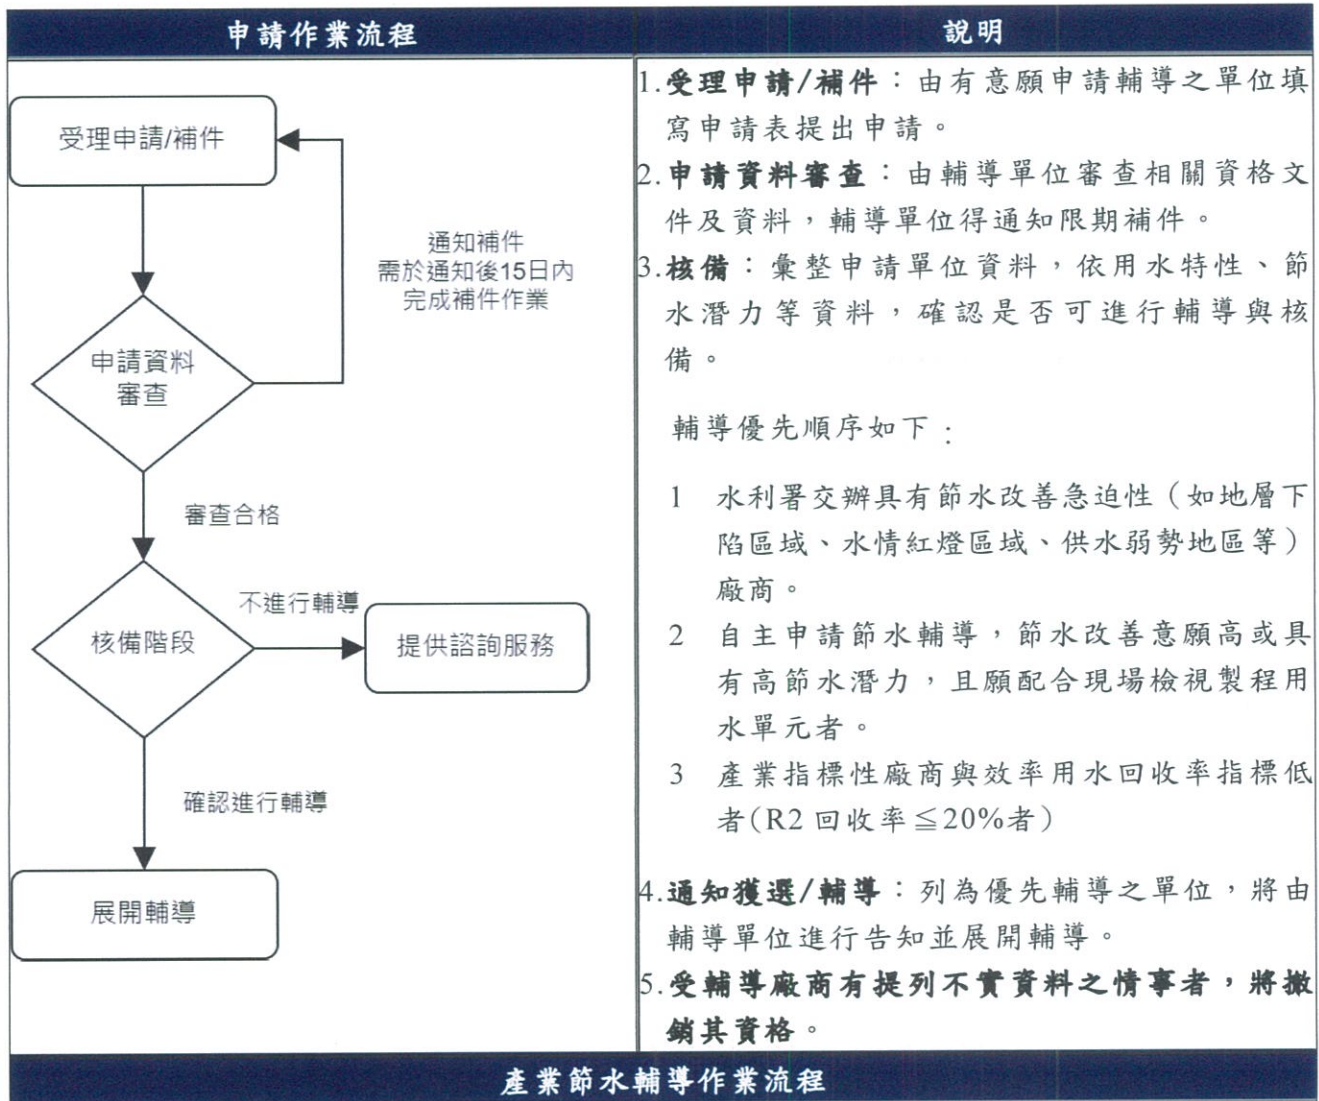 申請作業流程
說明
受理申請/補件
通知補件
需於通知後15日內
完成補件作業
申請資料
審查
審查合格
不進行輔導
核備階段
提供諮詢服務
確認進行輔導
展開輔導
1.受理申請/補件：由有意願申請輔導之單位填
寫申請表提出申請。
2.申請資料審查：由輔導單位審查相關資格文
件及資料，輔導單位得通知限期補件。
3.核備：彙整申請單位資料，依用水特性、節
水潛力等資料，確認是否可進行輔導與核
備。
輔導優先順序如下：
1 水利署交辦具有節水改善急迫性（如地層下
陷區域、水情紅燈區域、供水弱勢地區等）
廠商。
2 自主申請節水輔導，節水改善意願高或具
有高節水潛力，且願配合現場檢視製程用
水單元者。
3 產業指標性廠商與效率用水回收率指標低
者(R2 回收率≦20%者)
4.通知獲選/輔導：列為優先輔導之單位，將由
輔導單位進行告知並展開輔導。
5.受輔導廠商有提列不實資料之情事者，將撤
銷其資格。
產業節水輔導作業流程